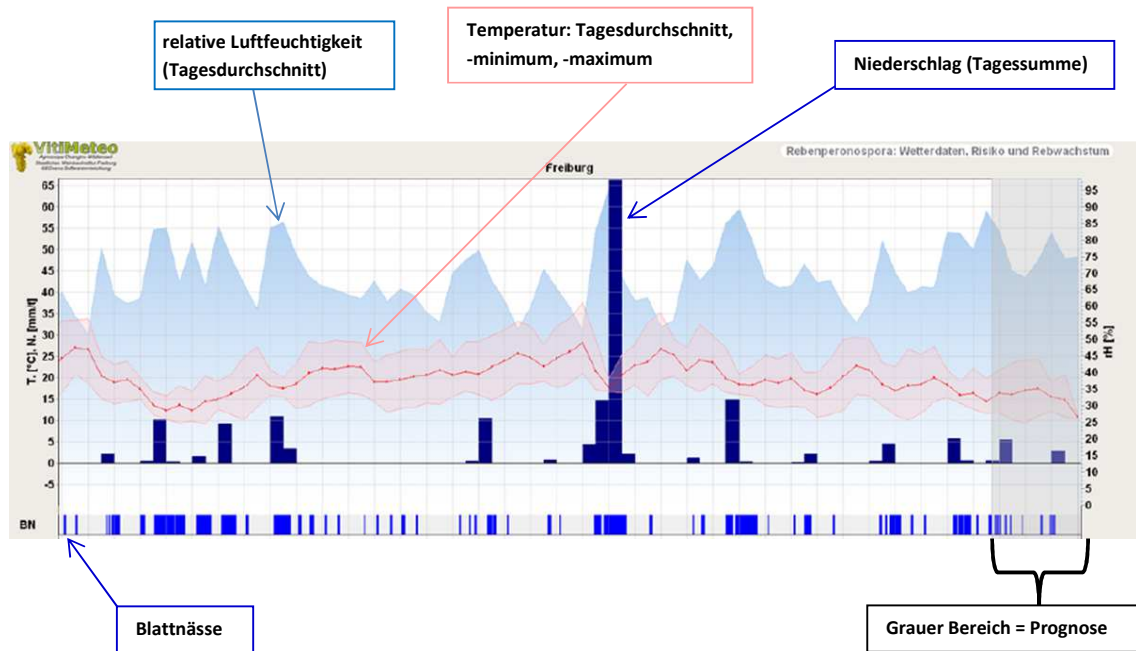 relative Luftfeuchtigkeit
(Tagesdurchschnitt)
Temperatur: Tagesdurchschnitt,
-minimum, -maximum
Niederschlag (Tagessumme)
VitiMeteo
Rebenperonospora: Wetterdaten, Risiko und Rebwachstum
Freiburg
T. [°C], N. [mm/t]
65
60
55
50
45
40
35
30
25
20
15
10
5
0
-5
95
90
85
80
75
70
65
60
55
50
45
40
35
30
25
20
15
10
5
0
rH [%]
BN
Blattnässe
Grauer Bereich = Prognose